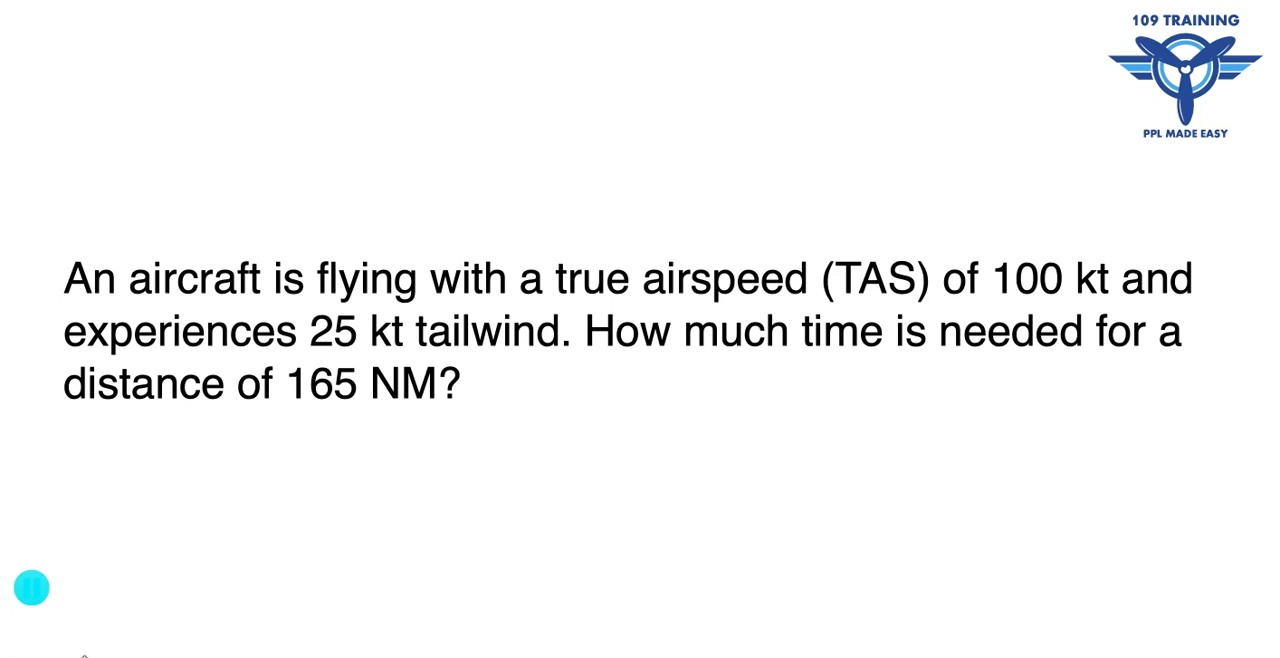 109 TRAINING
PPL MADE EASY
An aircraft is flying with a true airspeed (TAS) of 100 kt and
experiences 25 kt tailwind. How much time is needed for a
distance of 165 NM?